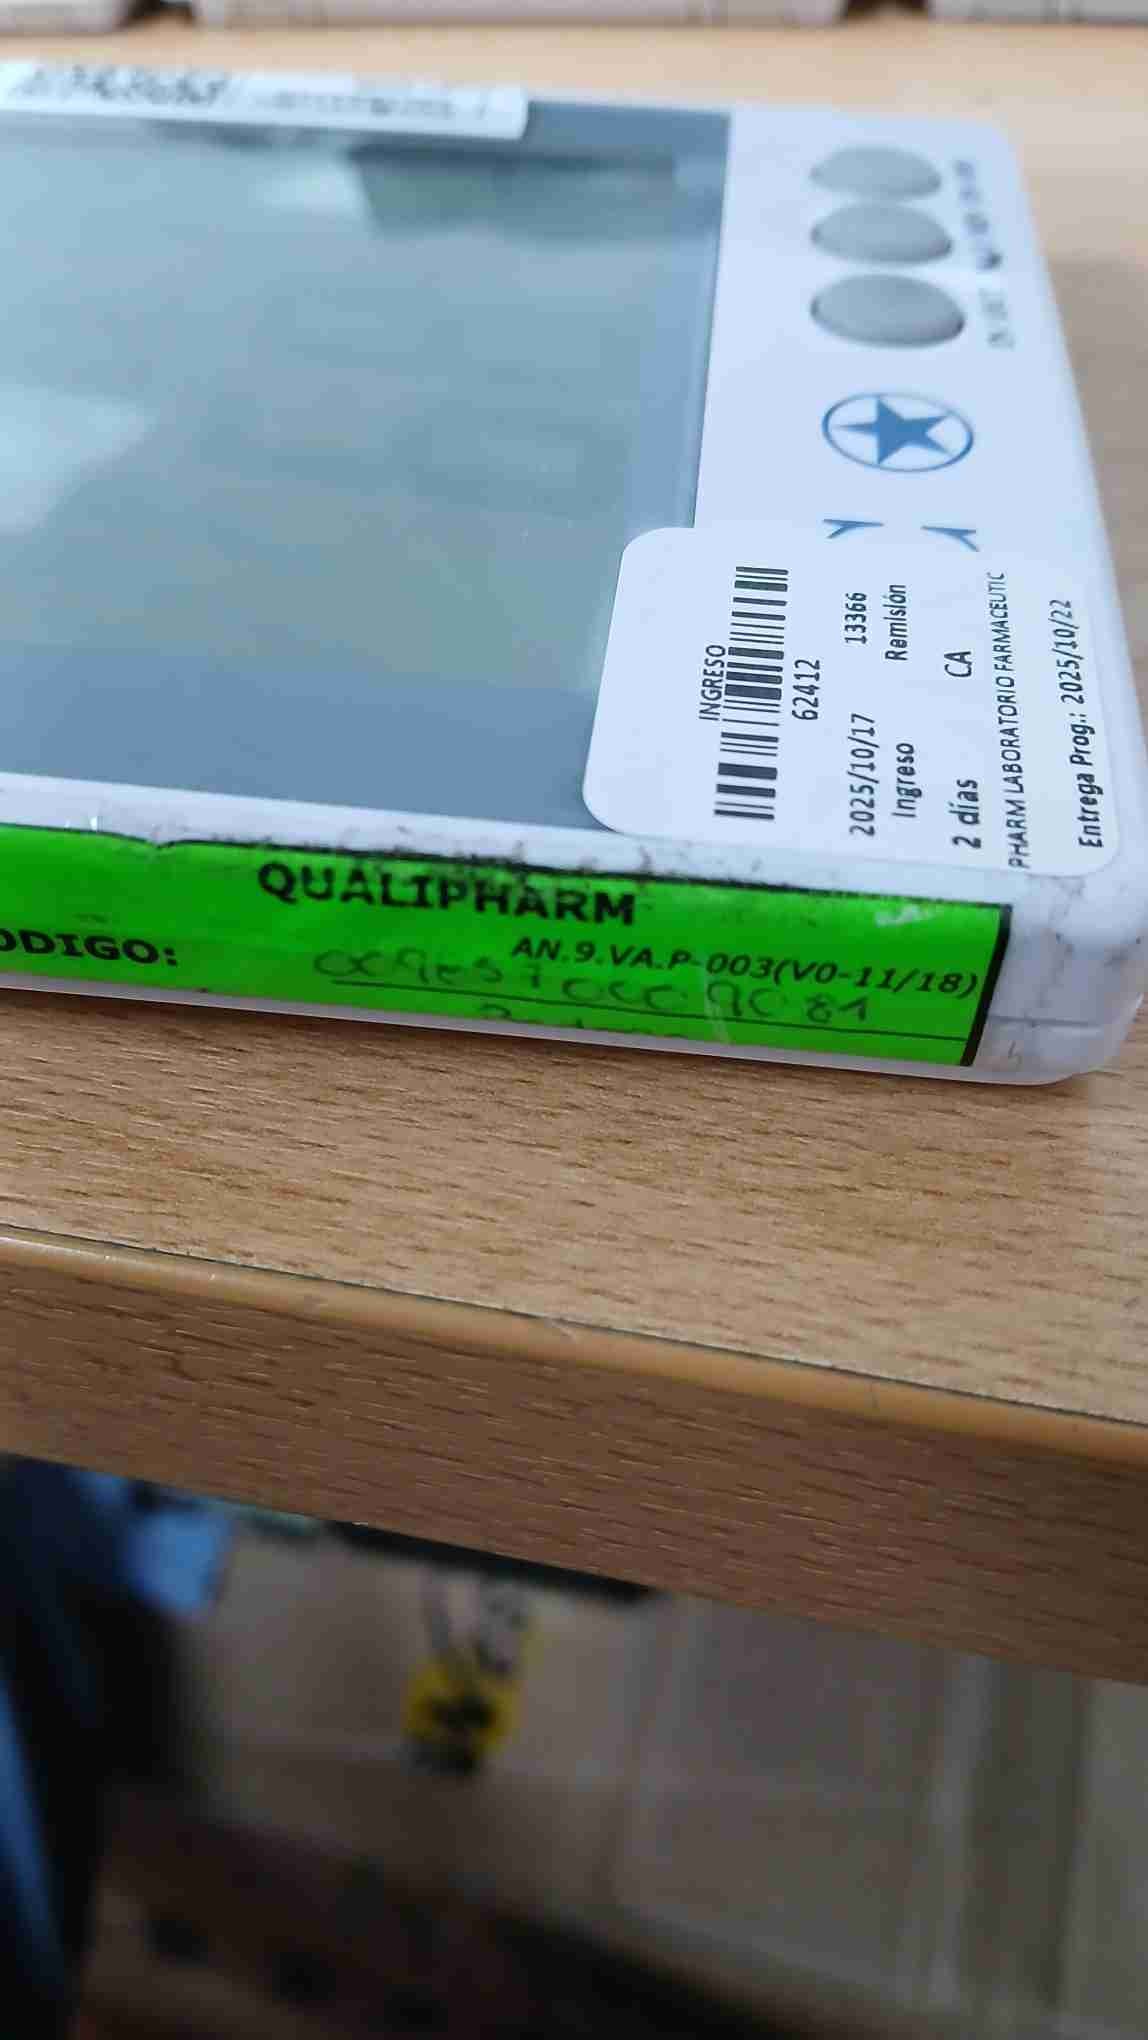 INGRESO
62412
2025/10/17 13366
Ingreso Remisión
2 días CA
PHARM LABORATORIO FARMACEUTIC
Entrega Prog.: 2025/10/22
QUALIPHARM
AN.9.VA.P-003(V0-11/18)
ODIGO: